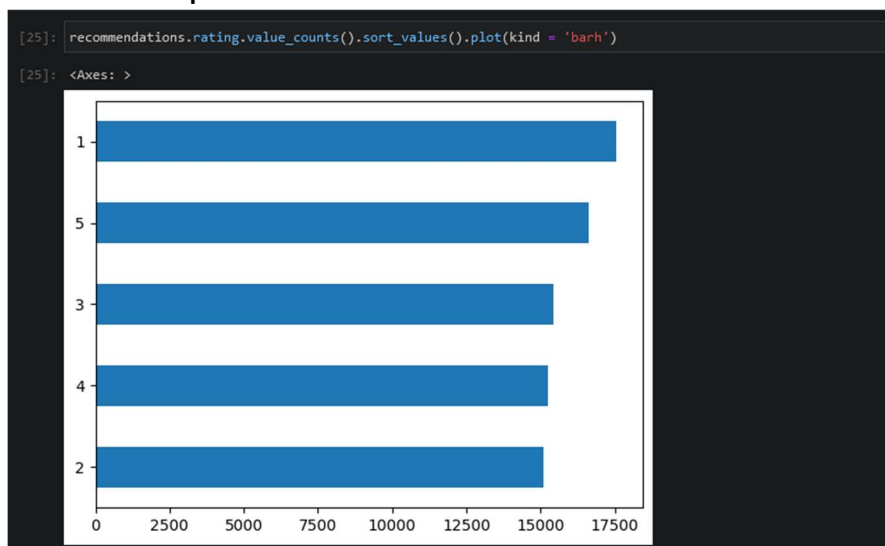 [25]: recommendations.rating.value_counts().sort_values().plot(kind = 'barh')
[25]: <Axes: >
1
5
3
4
2
0 2500 5000 7500 10000 12500 15000 17500